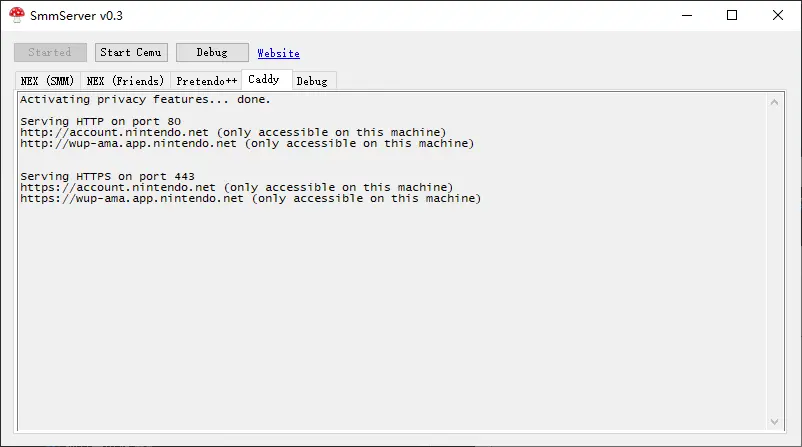 SmmServer v0.3
Started Start Cemu Debug Website
NEX (SMM) NEX (Friends) Pretendo++ Caddy Debug
Activating privacy features... done.
Serving HTTP on port 80
http://account.nintendo.net (only accessible on this machine)
http://wup-ama.app.nintendo.net (only accessible on this machine)
Serving HTTPS on port 443
https://account.nintendo.net (only accessible on this machine)
https://wup-ama.app.nintendo.net (only accessible on this machine)